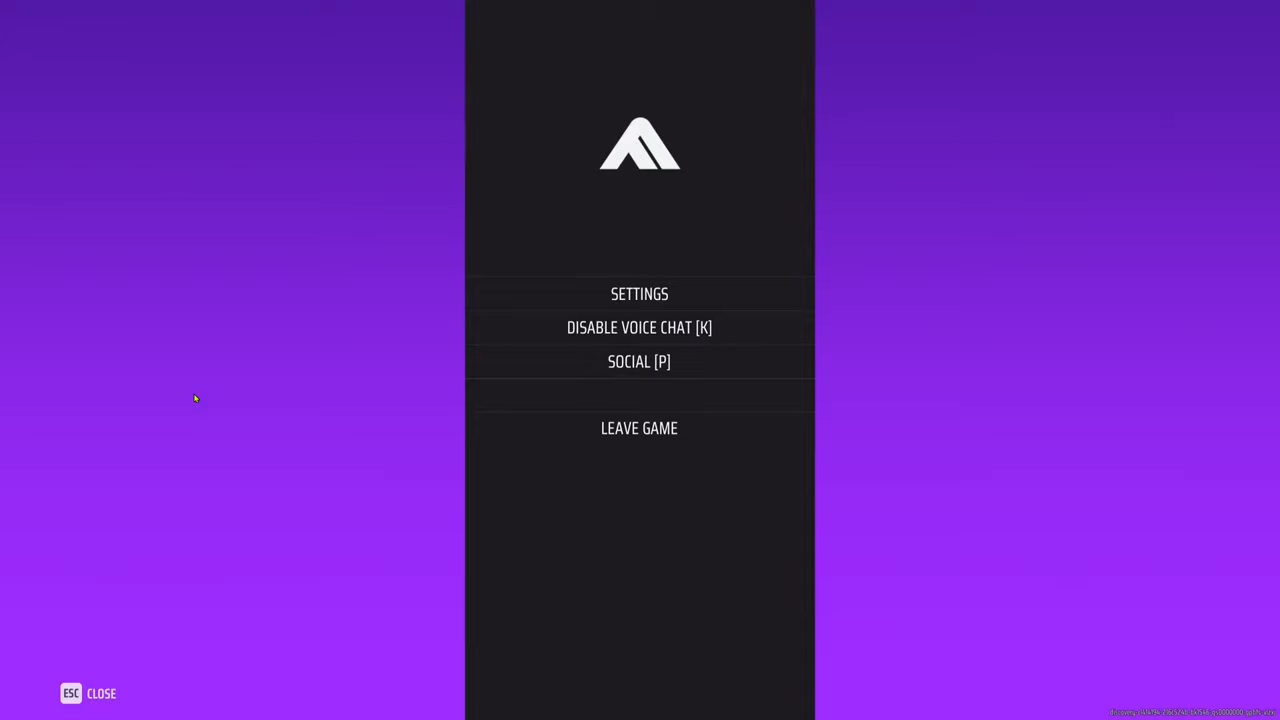 SETTINGS
DISABLE VOICE CHAT [K]
SOCIAL [P]
LEAVE GAME
ESC CLOSE